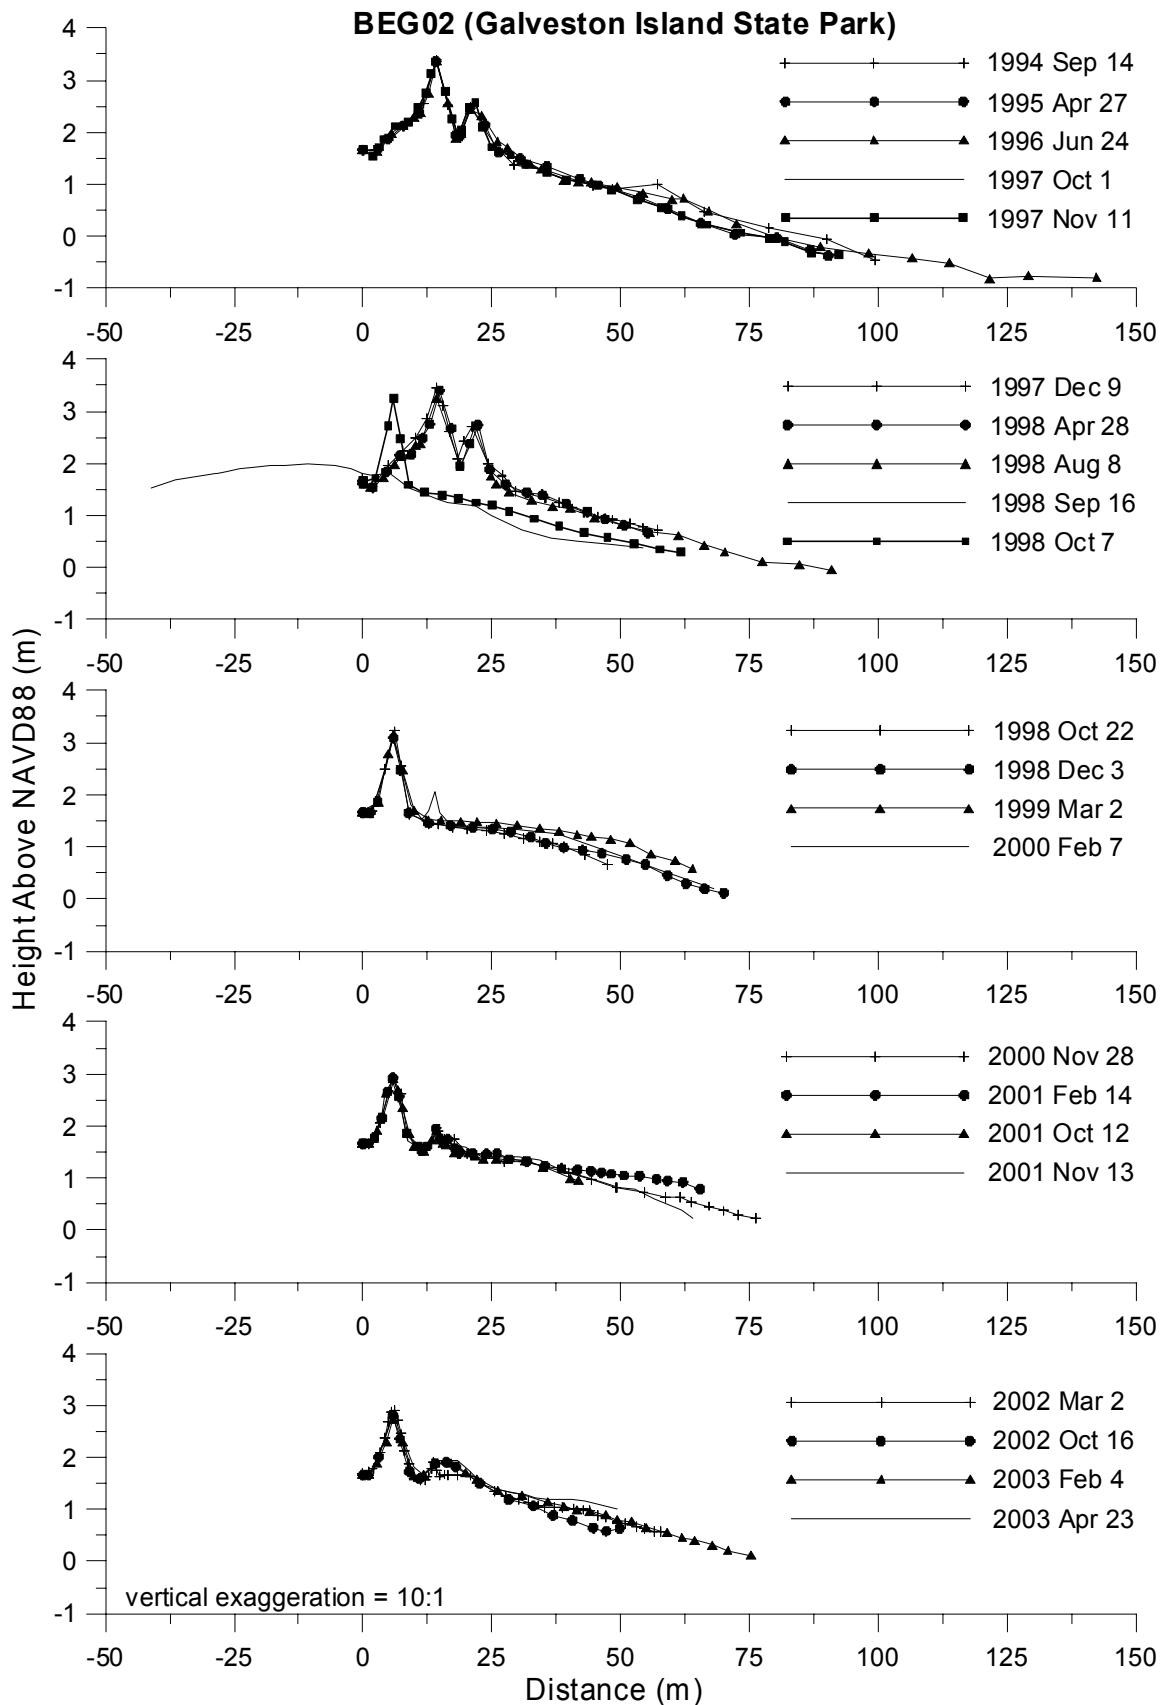 BEG02 (Galveston Island State Park)
4
3
2
1
0
-1
1994 Sep 14
1995 Apr 27
1996 Jun 24
1997 Oct 1
1997 Nov 11
-50 -25 0 25 50 75 100 125 150
4
3
2
1
0
-1
1997 Dec 9
1998 Apr 28
1998 Aug 8
1998 Sep 16
1998 Oct 7
-50 -25 0 25 50 75 100 125 150
Height Above NAVD88 (m)
4
3
2
1
0
-1
1998 Oct 22
1998 Dec 3
1999 Mar 2
2000 Feb 7
-50 -25 0 25 50 75 100 125 150
4
3
2
1
0
-1
2000 Nov 28
2001 Feb 14
2001 Oct 12
2001 Nov 13
-50 -25 0 25 50 75 100 125 150
4
3
2
1
0
-1
2002 Mar 2
2002 Oct 16
2003 Feb 4
2003 Apr 23
vertical exaggeration = 10:1
-50 -25 0 25 50 75 100 125 150
Distance (m)